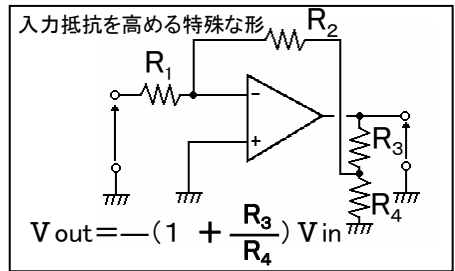 入力抵抗を高める特殊な形
R2
R1
−
+
R3
R4
Vout=—(1 + R3/R4)Vin